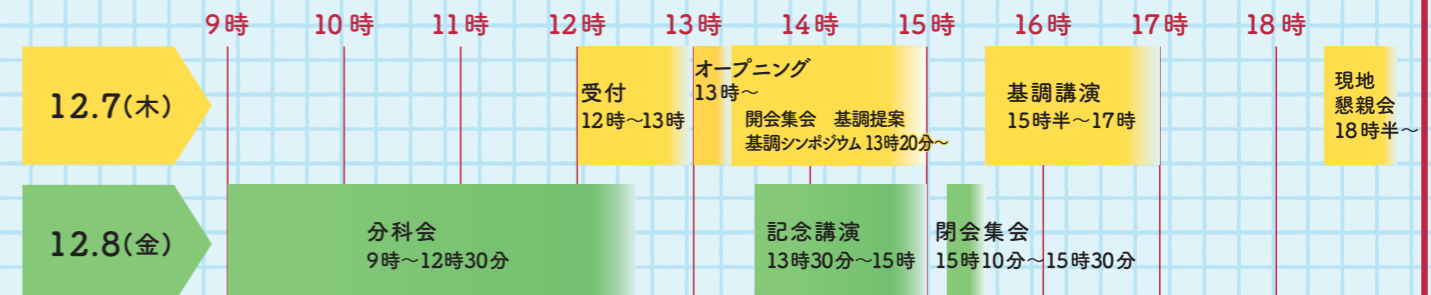 9時 10時 11時 12時 13時 14時 15時 16時 17時 18時
12.7(木)
受付
12時～13時
オープニング
13時～
開会集会　基調提案
基調シンポジウム 13時20分～
基調講演
15時半～17時
現地
懇親会
18時半～
12.8(金)
分科会
9時～12時30分
記念講演
13時30分～15時
閉会集会
15時10分～15時30分